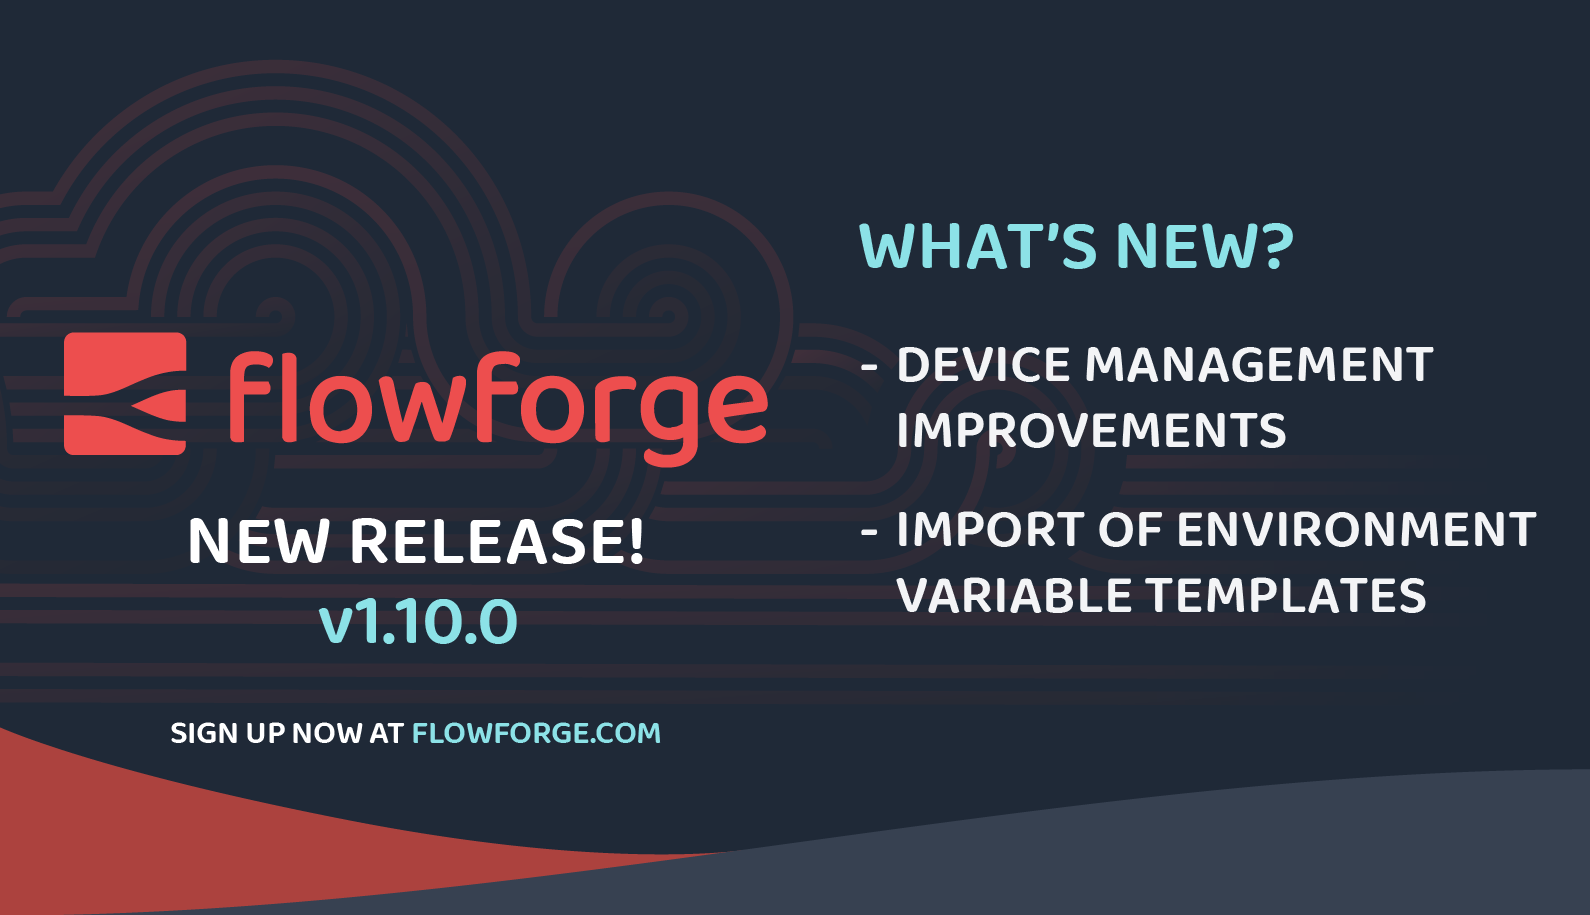 flowforge
NEW RELEASE!
v1.10.0
SIGN UP NOW AT FLOWFORGE.COM
WHAT'S NEW?
- DEVICE MANAGEMENT
IMPROVEMENTS
- IMPORT OF ENVIRONMENT
VARIABLE TEMPLATES